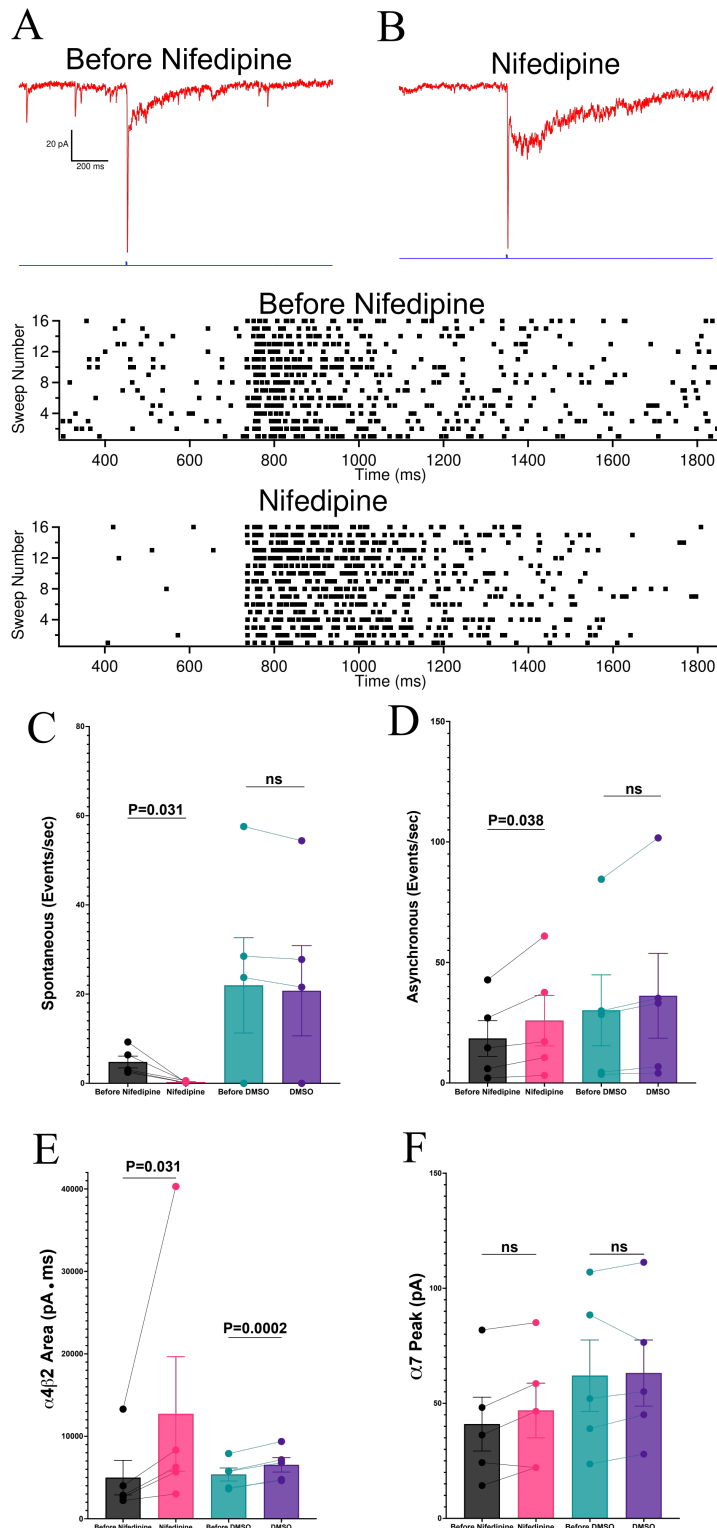 A
B
Before Nifedipine
Nifedipine
20 pA
200 ms
Before Nifedipine
Sweep Number
16
12
8
4
400 600 800 1000 1200 1400 1600 1800
Time (ms)
Nifedipine
Sweep Number
16
12
8
4
400 600 800 1000 1200 1400 1600 1800
Time (ms)
C
Spontaneous (Events/sec)
80
60
40
20
0
P=0.031
ns
Before Nifedipine Nifedipine Before DMSO DMSO
D
Asynchronous (Events/sec)
150
100
50
0
P=0.038
ns
Before Nifedipine Nifedipine Before DMSO DMSO
E
α4β2 Area (pA.ms)
40000
30000
20000
10000
0
P=0.031
P=0.0002
Before Nifedipine Nifedipine Before DMSO DMSO
F
α7 Peak (pA)
150
100
50
0
ns
ns
Before Nifedipine Nifedipine Before DMSO DMSO